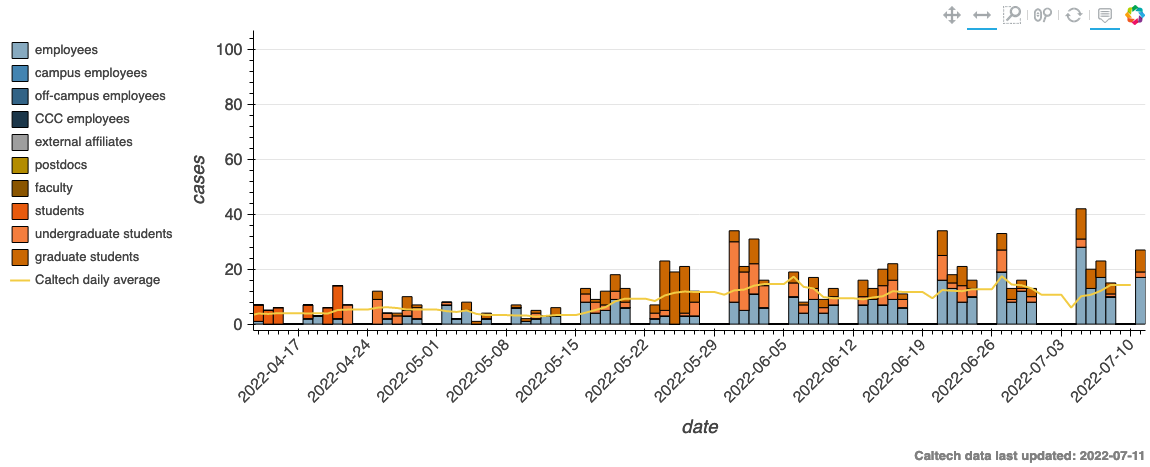 employees
campus employees
off-campus employees
CCC employees
external affiliates
postdocs
faculty
students
undergraduate students
graduate students
Caltech daily average
cases
100
80
60
40
20
0
2022-04-17
2022-04-24
2022-05-01
2022-05-08
2022-05-15
2022-05-22
2022-05-29
2022-06-05
2022-06-12
2022-06-19
2022-06-26
2022-07-03
2022-07-10
date
Caltech data last updated: 2022-07-11